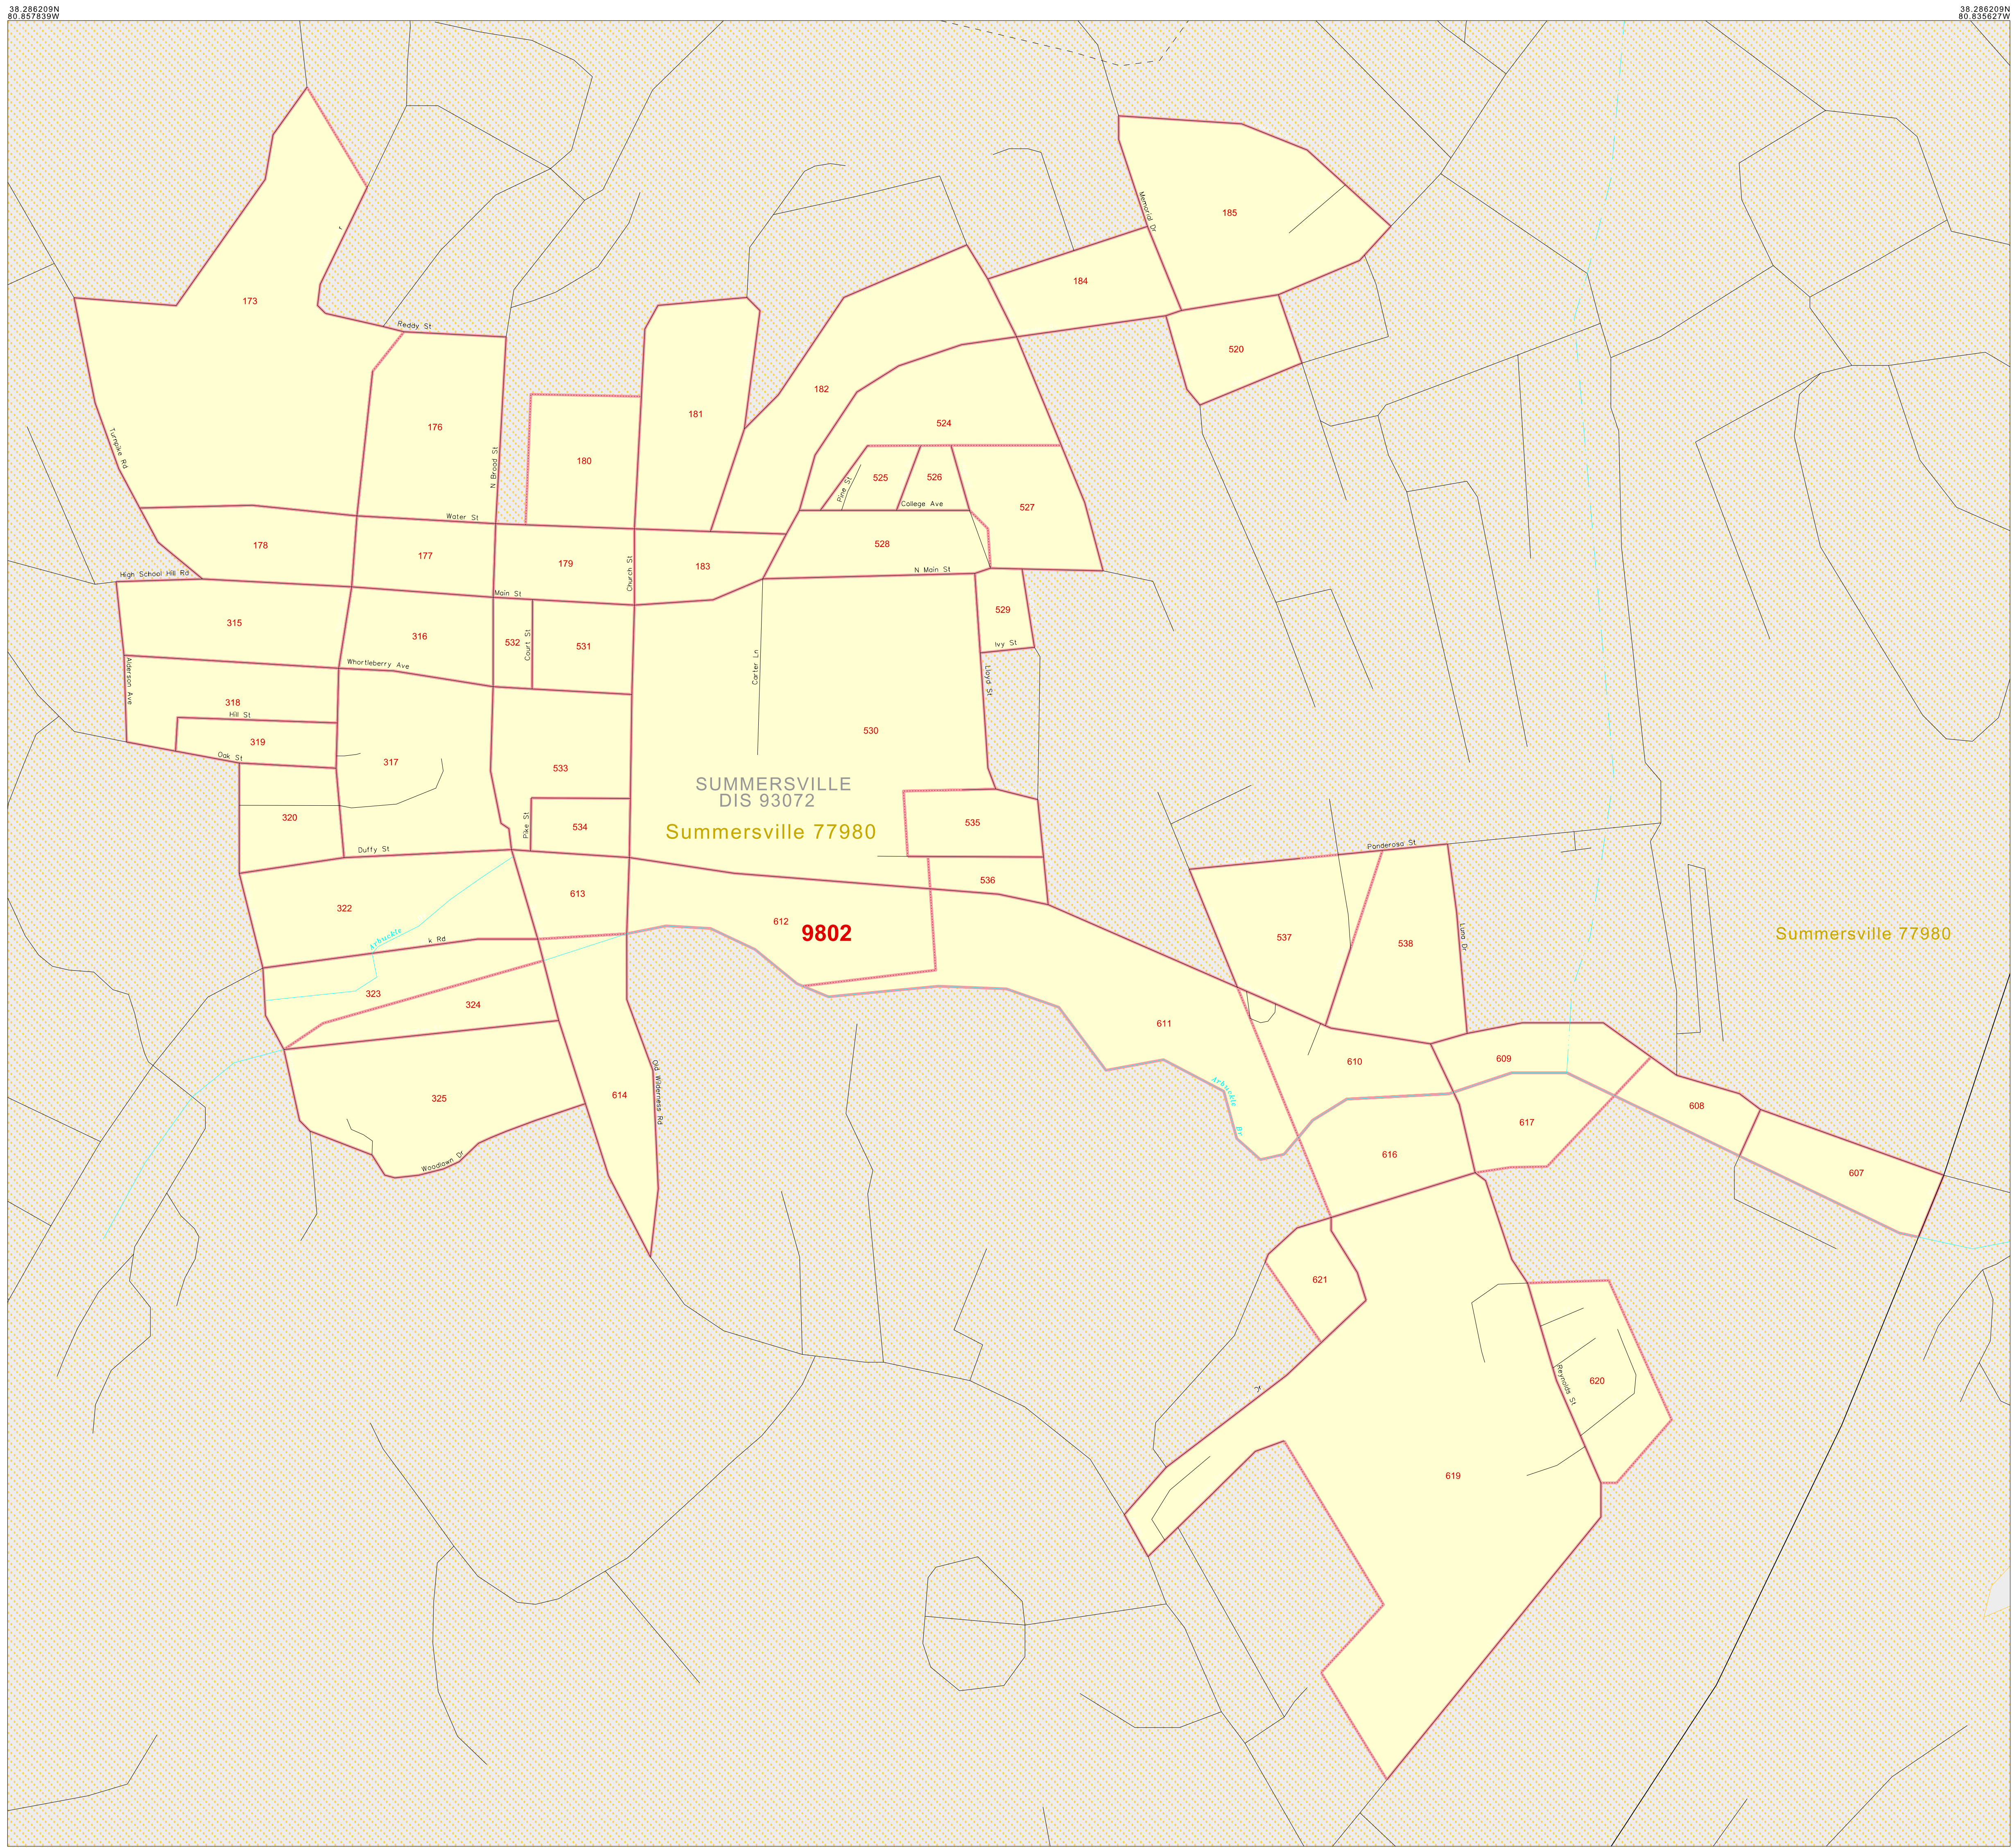 38.286209N
80.857839W
38.286209N
80.835627W
185
Memorial Dr
184
173
Reddy St
520
182
181
524
176
Turnpike Rd
N Broad St
180
525
526
Pine St
College Ave
527
Water St
178
177
179
183
528
Church St
High School Hill Rd
N Main St
Main St
315
316
532
Court St
531
529
Ivy St
Whortleberry Ave
Alderson Ave
Carter Ln
Lloyd St
318
Hill St
319
Oak St
317
533
530
SUMMERSVILLE
DIS 93072
Summersville 77980
320
Pike St
534
535
Duffy St
Ponderosa St
536
322
613
612
9802
537
538
Luna Dr
Summersville 77980
Arbuckle
k Rd
323
324
611
610
609
Old Wilderness Rd
614
325
Arbuckle
Br
608
617
616
607
Woodlawn Dr
621
620
Reynolds St
619